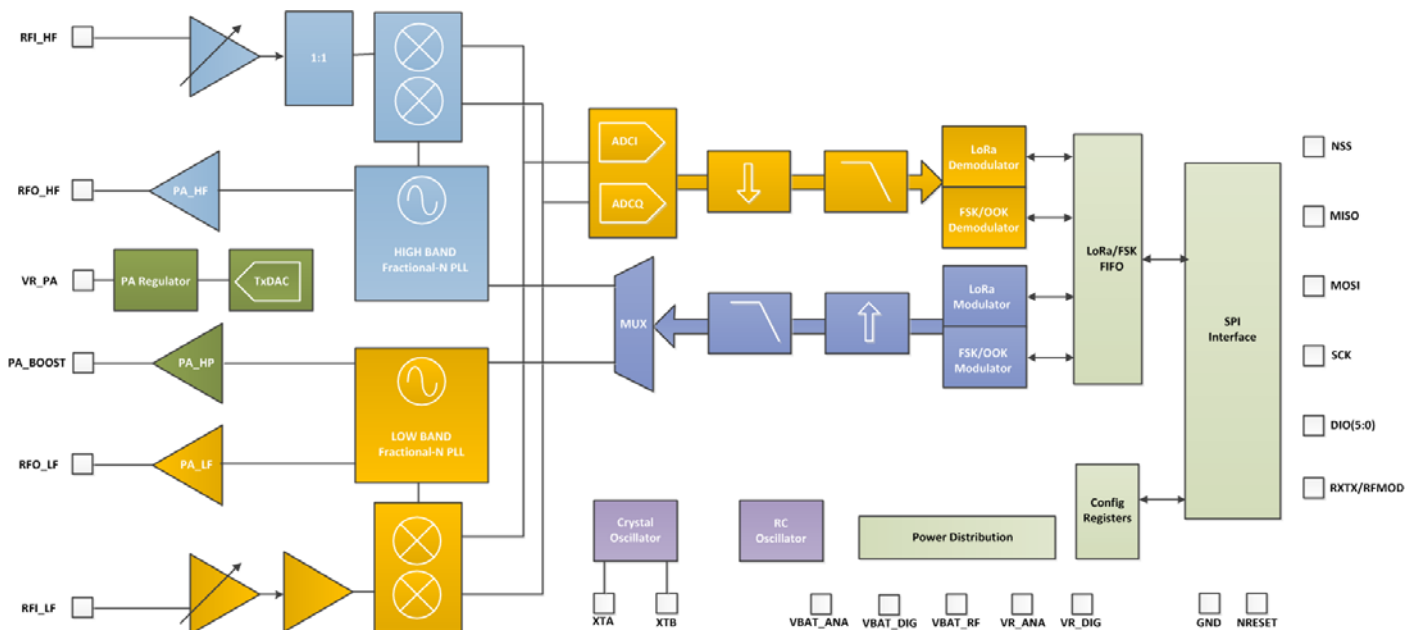 RFI_HF
1:1
RFO_HF
PA_HF
HIGH BAND
Fractional-N PLL
VR_PA
PA Regulator
TxDAC
PA_BOOST
PA_HP
RFO_LF
PA_LF
LOW BAND
Fractional-N PLL
RFI_LF
ADCI
ADCQ
MUX
LoRa
Demodulator
FSK/OOK
Demodulator
LoRa
Modulator
FSK/OOK
Modulator
LoRa/FSK
FIFO
SPI
Interface
Config
Registers
NSS
MISO
MOSI
SCK
DIO(5:0)
RXTX/RFMOD
Crystal
Oscillator
RC
Oscillator
Power Distribution
XTA
XTB
VBAT_ANA
VBAT_DIG
VBAT_RF
VR_ANA
VR_DIG
GND
NRESET